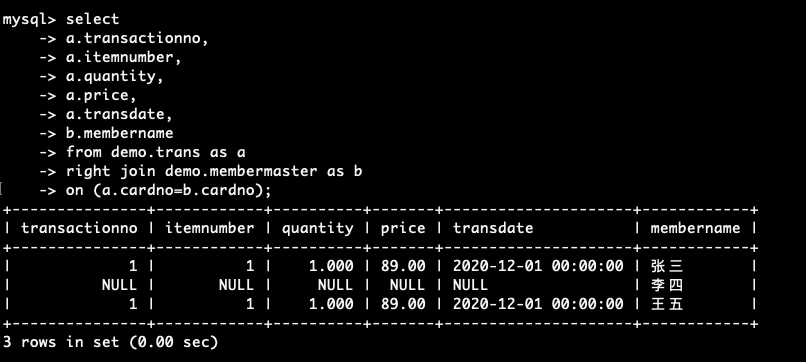 mysql> select
    -> a.transactionno,
    -> a.itemnumber,
    -> a.quantity,
    -> a.price,
    -> a.transdate,
    -> b.membername
    -> from demo.trans as a
    -> right join demo.membermaster as b
    -> on (a.cardno=b.cardno);
+---------------+------------+----------+-------+---------------------+------------+
| transactionno | itemnumber | quantity | price | transdate           | membername |
+---------------+------------+----------+-------+---------------------+------------+
|             1 |          1 |    1.000 | 89.00 | 2020-12-01 00:00:00 | 张三       |
|          NULL |       NULL |     NULL |  NULL | NULL                | 李四       |
|             1 |          1 |    1.000 | 89.00 | 2020-12-01 00:00:00 | 王五       |
+---------------+------------+----------+-------+---------------------+------------+
3 rows in set (0.00 sec)